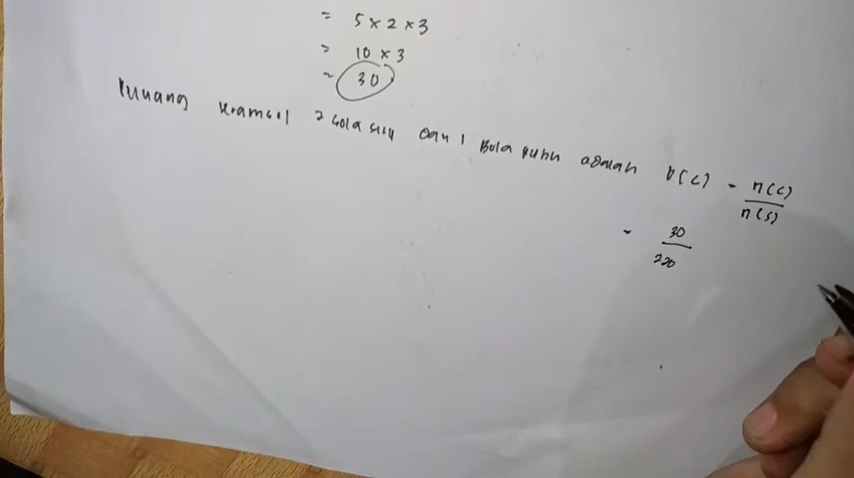 = 5 × 2 × 3
= 10 × 3
= 30
Peluang terambil 2 bola biru dan 1 Bola putih adalah P(C) = n(C)/n(S)
= 30/220